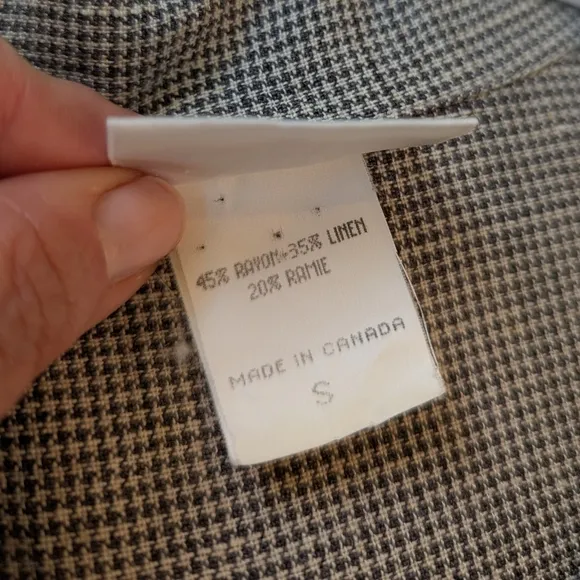 45% RAYON 35% LINEN
20% RAMIE
MADE IN CANADA
S